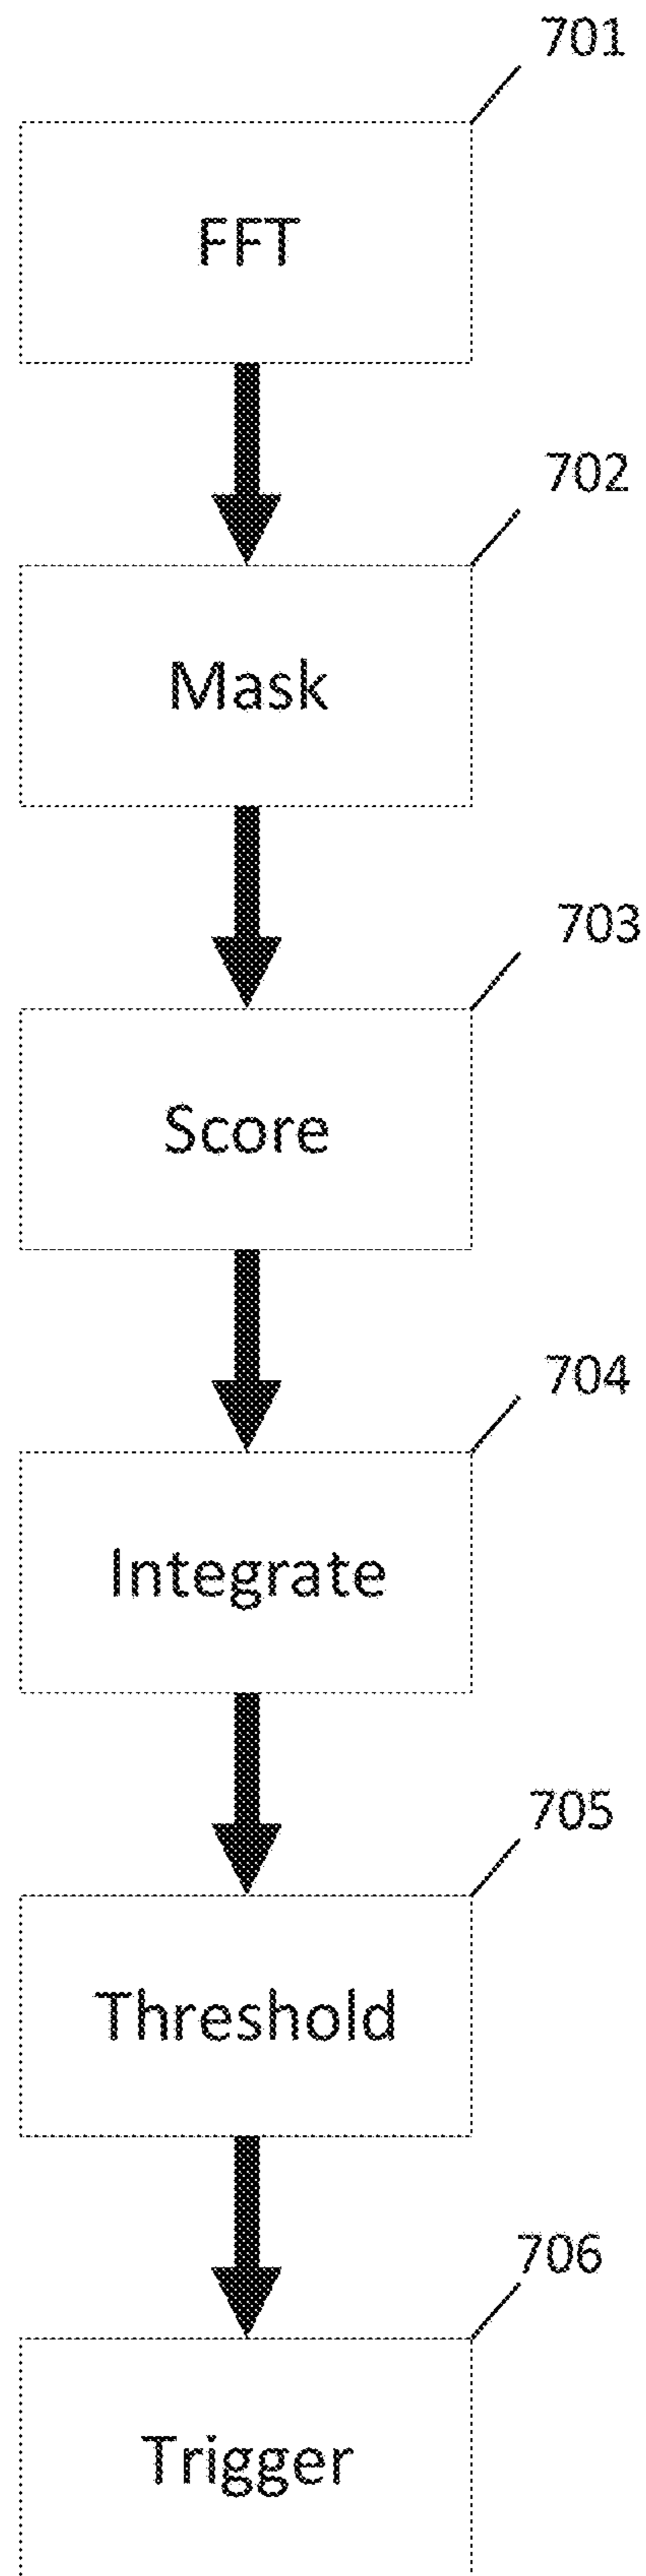 701
FFT
702
Mask
703
Score
704
Integrate
705
Threshold
706
Trigger